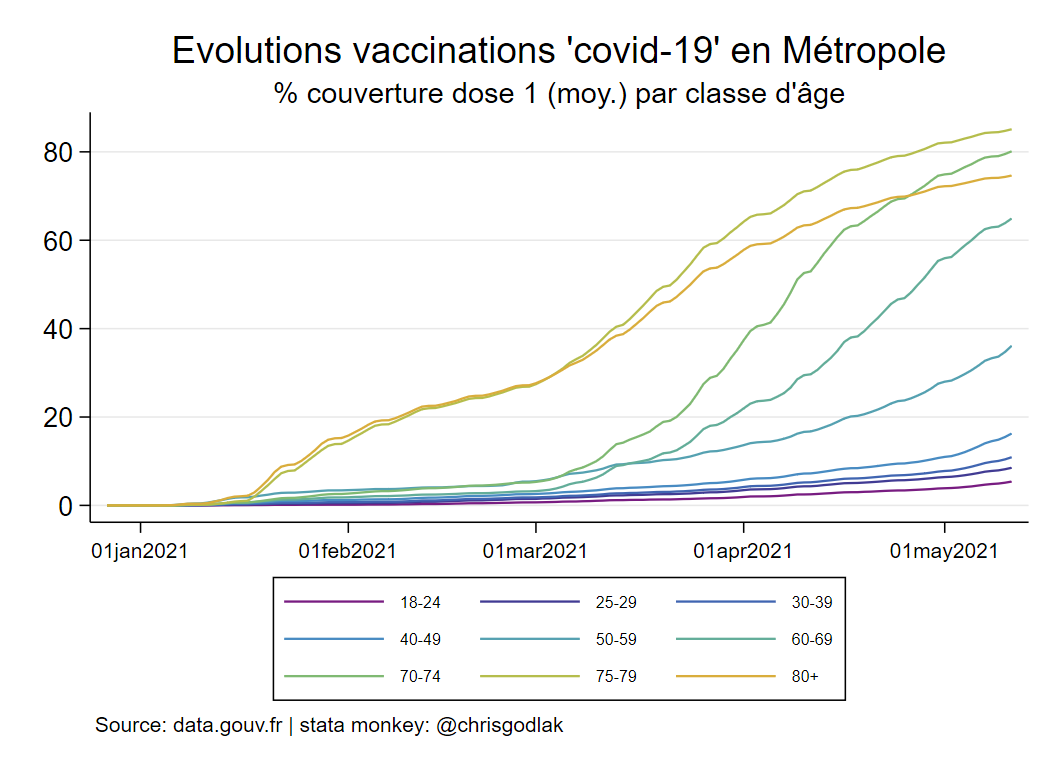 Evolutions vaccinations 'covid-19' en Métropole
% couverture dose 1 (moy.) par classe d'âge
80
60
40
20
0
01jan2021 01feb2021 01mar2021 01apr2021 01may2021
18-24 25-29 30-39
40-49 50-59 60-69
70-74 75-79 80+
Source: data.gouv.fr | stata monkey: @chrisgodlak